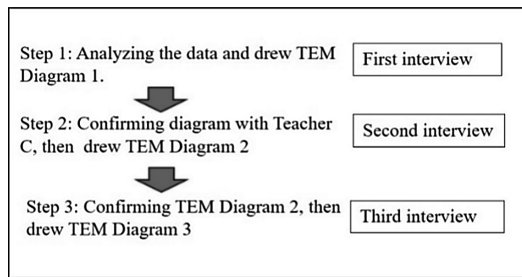 Step 1: Analyzing the data and drew TEM
Diagram 1.
First interview
Step 2: Confirming diagram with Teacher
C, then drew TEM Diagram 2
Second interview
Step 3: Confirming TEM Diagram 2, then
drew TEM Diagram 3
Third interview